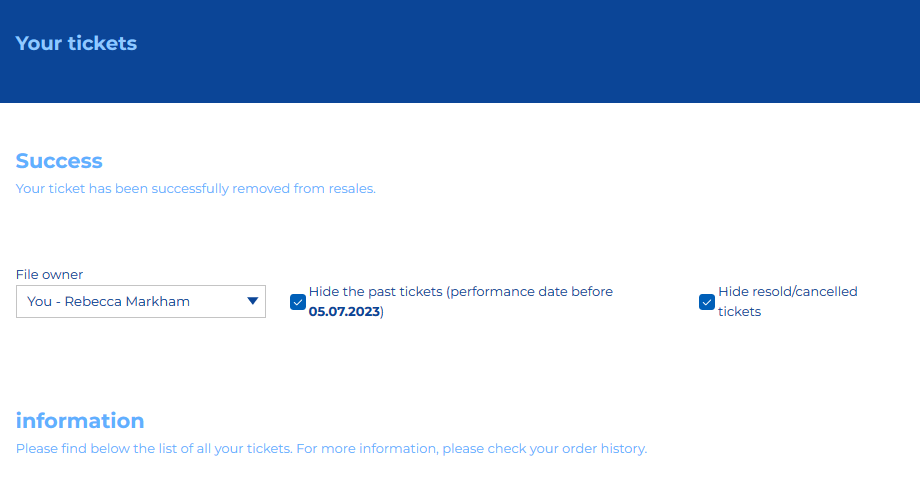 Your tickets
Success
Your ticket has been successfully removed from resales.
File owner
You - Rebecca Markham
Hide the past tickets (performance date before
05.07.2023)
Hide resold/cancelled
tickets
information
Please find below the list of all your tickets. For more information, please check your order history.